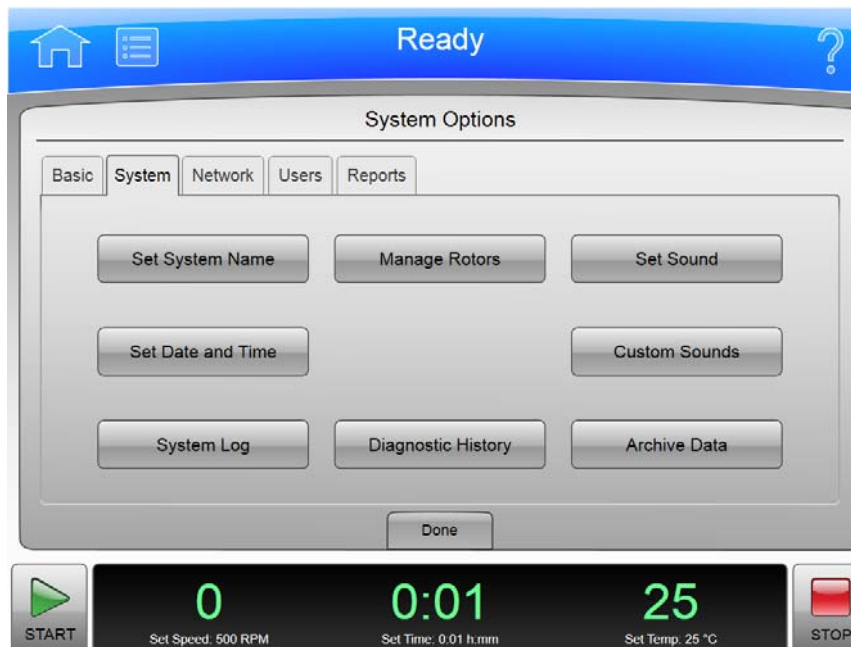 Ready
?
System Options
Basic System Network Users Reports
Set System Name Manage Rotors Set Sound
Set Date and Time Custom Sounds
System Log Diagnostic History Archive Data
Done
0 0:01 25
START Set Speed: 500 RPM Set Time: 0:01 h:mm Set Temp: 25 °C STOP